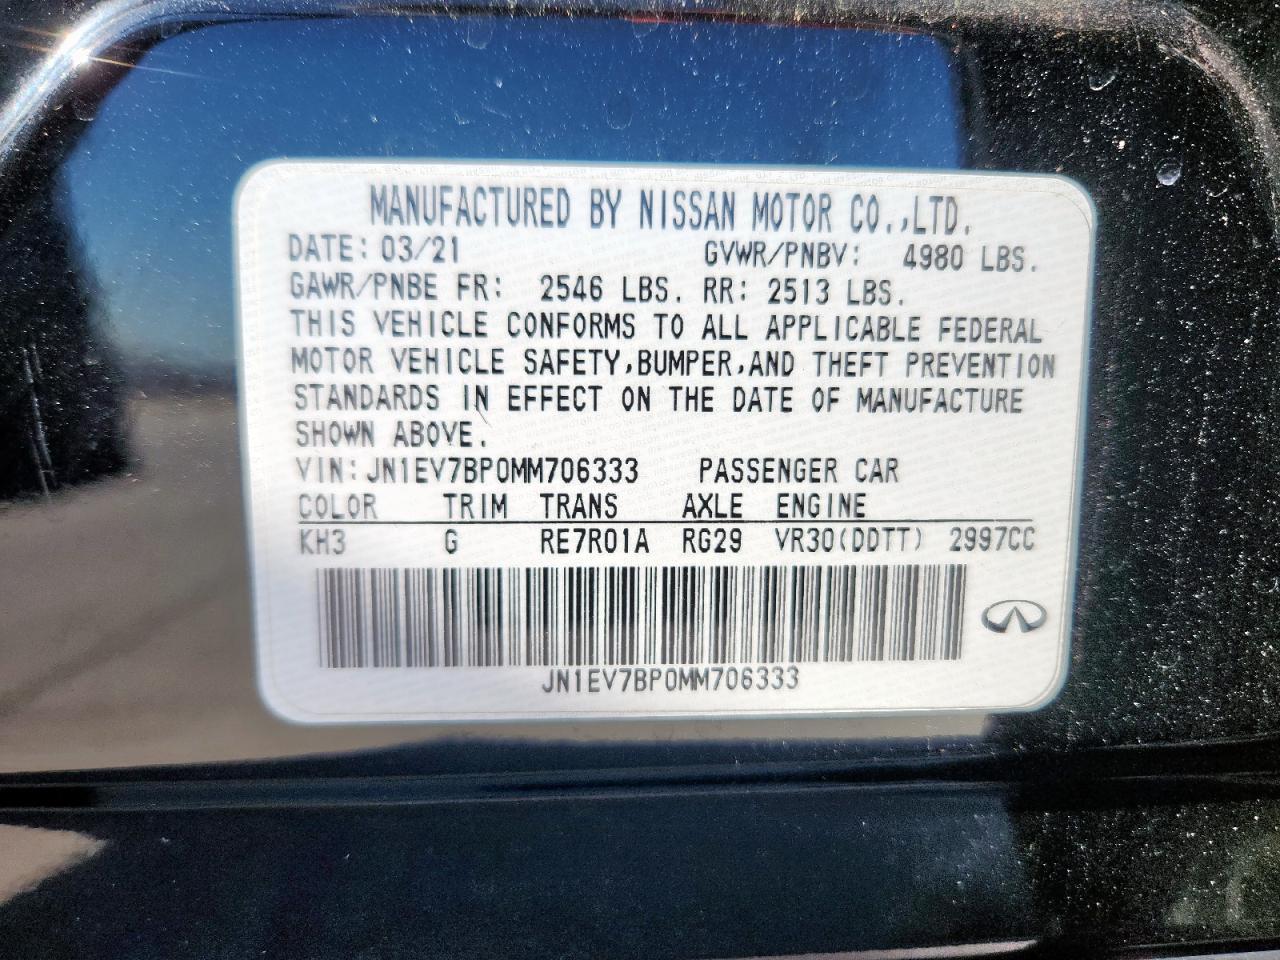 MANUFACTURED BY NISSAN MOTOR CO.,LTD.
DATE: 03/21 GVWR/PNBV: 4980 LBS.
GAWR/PNBE FR: 2546 LBS. RR: 2513 LBS.
THIS VEHICLE CONFORMS TO ALL APPLICABLE FEDERAL
MOTOR VEHICLE SAFETY,BUMPER,AND THEFT PREVENTION
STANDARDS IN EFFECT ON THE DATE OF MANUFACTURE
SHOWN ABOVE.
VIN:JN1EV7BP0MM706333 PASSENGER CAR
COLOR TRIM TRANS AXLE ENGINE
KH3 G RE7R01A RG29 VR30(DDTT) 2997CC
JN1EV7BP0MM706333